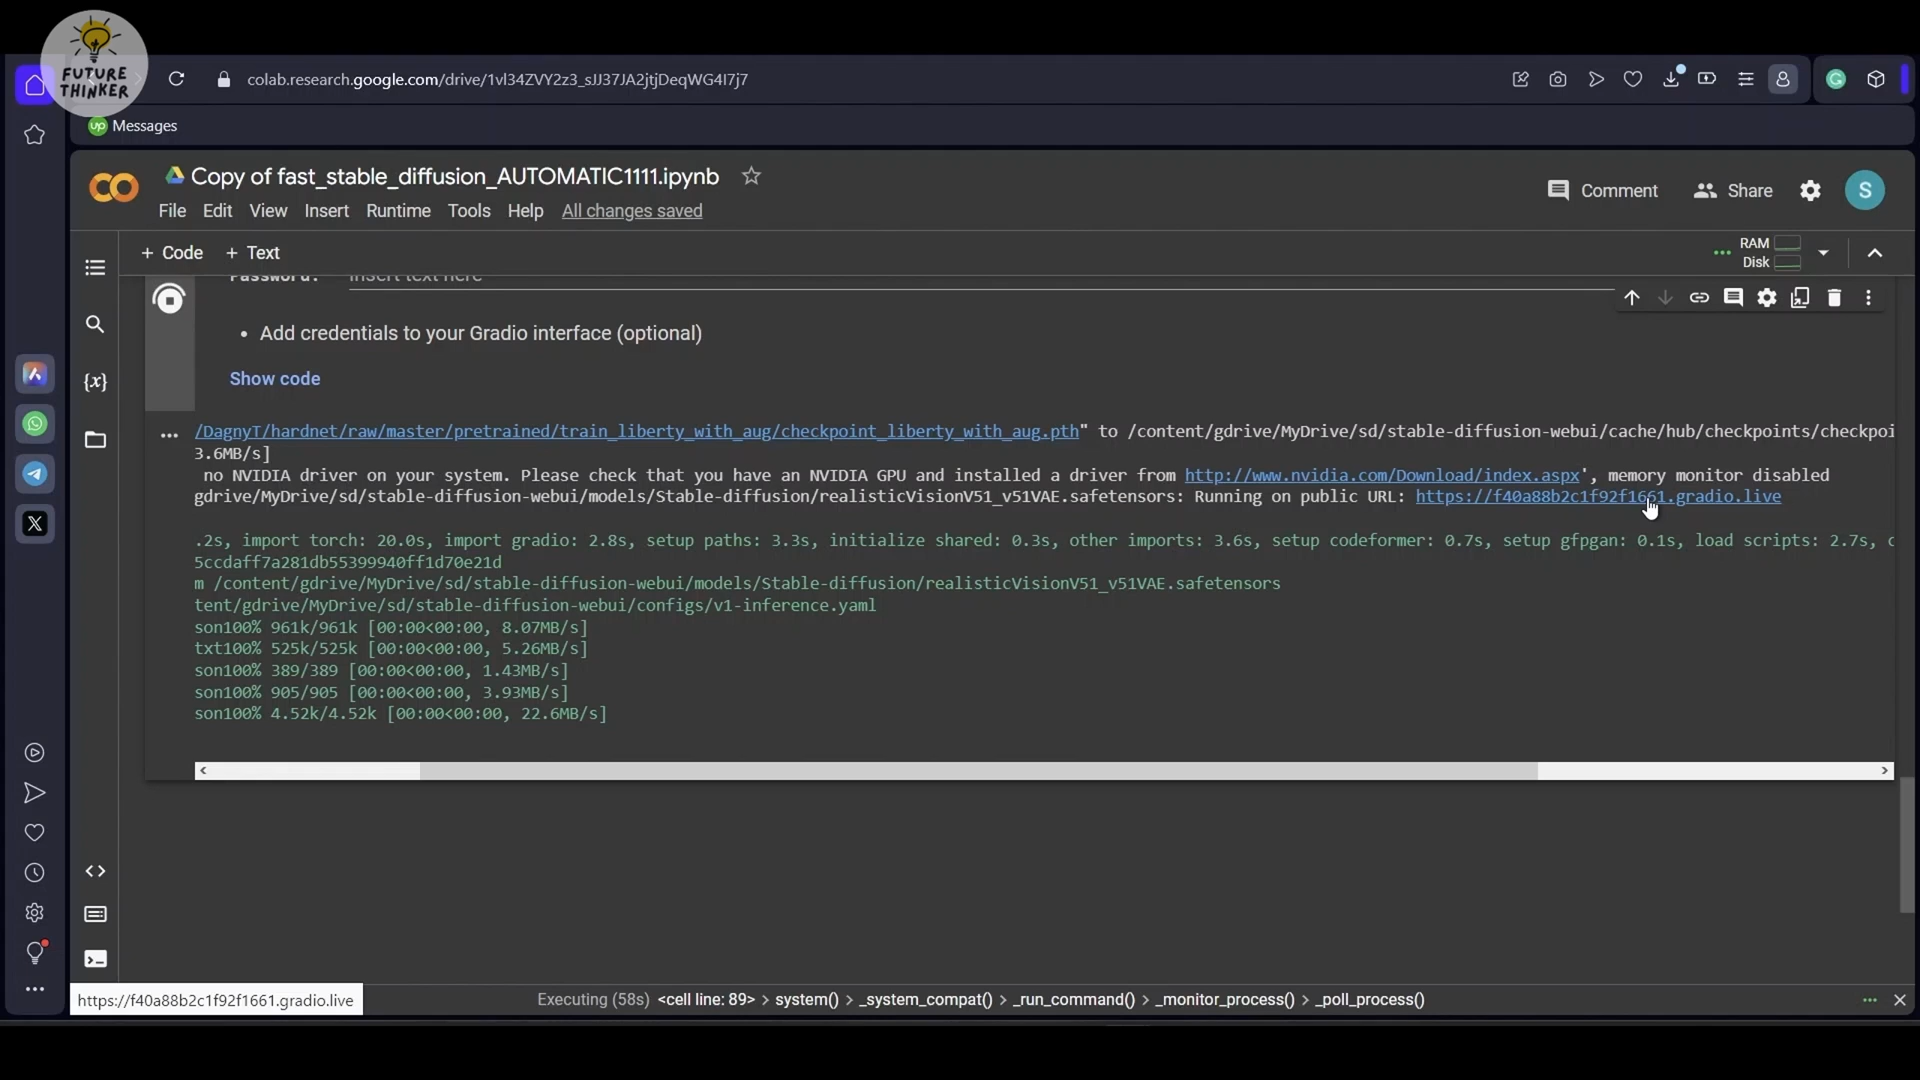 FUTURE
THINKER
colab.research.google.com/drive/1vl34ZVY2z3_sJJ37JA2jtjDeqWG4I7j7
up Messages
Copy of fast_stable_diffusion_AUTOMATIC1111.ipynb
Comment
Share
S
File Edit View Insert Runtime Tools Help All changes saved
+ Code + Text
RAM
Disk
Password: Insert text here
• Add credentials to your Gradio interface (optional)
Show code
/DagnyT/hardnet/raw/master/pretrained/train_liberty_with_aug/checkpoint_liberty_with_aug.pth" to /content/gdrive/MyDrive/sd/stable-diffusion-webui/cache/hub/checkpoints/checkpoi
3.6MB/s]
no NVIDIA driver on your system. Please check that you have an NVIDIA GPU and installed a driver from http://www.nvidia.com/Download/index.aspx', memory monitor disabled
gdrive/MyDrive/sd/stable-diffusion-webui/models/Stable-diffusion/realisticVisionV51_v51VAE.safetensors: Running on public URL: https://f40a88b2c1f92f1661.gradio.live
.2s, import torch: 20.0s, import gradio: 2.8s, setup paths: 3.3s, initialize shared: 0.3s, other imports: 3.6s, setup codeformer: 0.7s, setup gfpgan: 0.1s, load scripts: 2.7s, c
5ccdaff7a281db55399940ff1d70e21d
m /content/gdrive/MyDrive/sd/stable-diffusion-webui/models/Stable-diffusion/realisticVisionV51_v51VAE.safetensors
tent/gdrive/MyDrive/sd/stable-diffusion-webui/configs/v1-inference.yaml
son100% 961k/961k [00:00<00:00, 8.07MB/s]
txt100% 525k/525k [00:00<00:00, 5.26MB/s]
son100% 389/389 [00:00<00:00, 1.43MB/s]
son100% 905/905 [00:00<00:00, 3.93MB/s]
son100% 4.52k/4.52k [00:00<00:00, 22.6MB/s]
https://f40a88b2c1f92f1661.gradio.live
Executing (58s) <cell line: 89> > system() > _system_compat() > _run_command() > _monitor_process() > _poll_process()